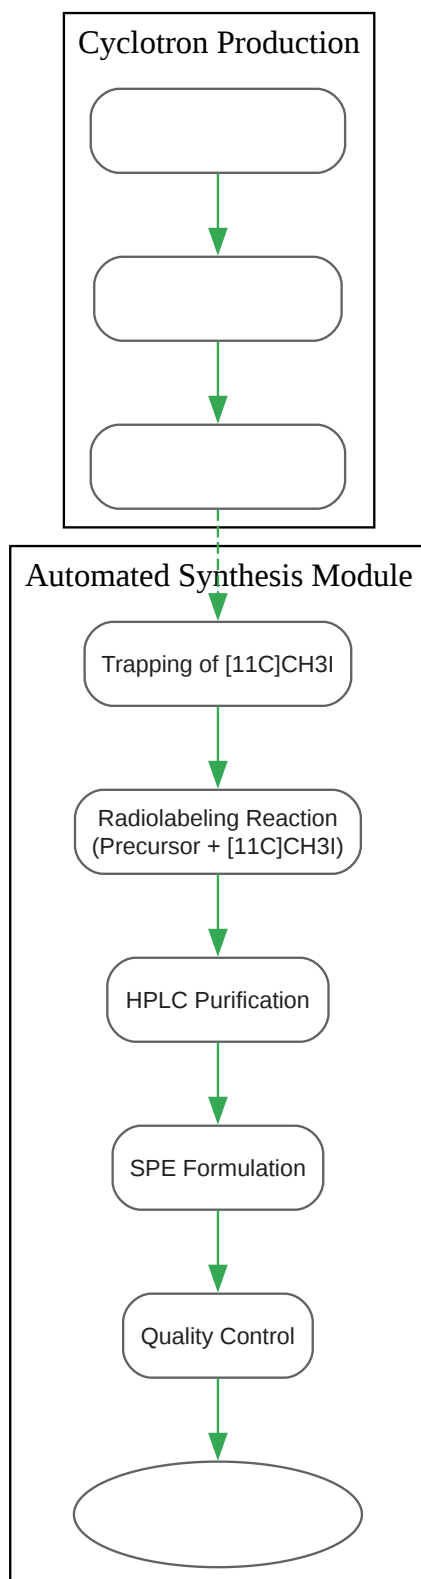 Cyclotron Production
Automated Synthesis Module
Trapping of [11C]CH3I
Radiolabeling Reaction
(Precursor + [11C]CH3I)
HPLC Purification
SPE Formulation
Quality Control